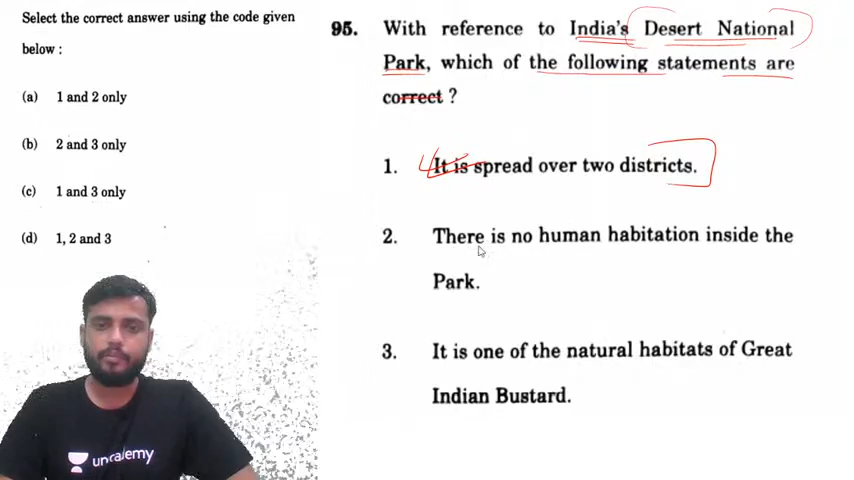 Select the correct answer using the code given
below :
(a) 1 and 2 only
(b) 2 and 3 only
(c) 1 and 3 only
(d) 1, 2 and 3
95. With reference to India's Desert National
Park, which of the following statements are
correct ?
1. It is spread over two districts.
2. There is no human habitation inside the
Park.
3. It is one of the natural habitats of Great
Indian Bustard.
unacademy